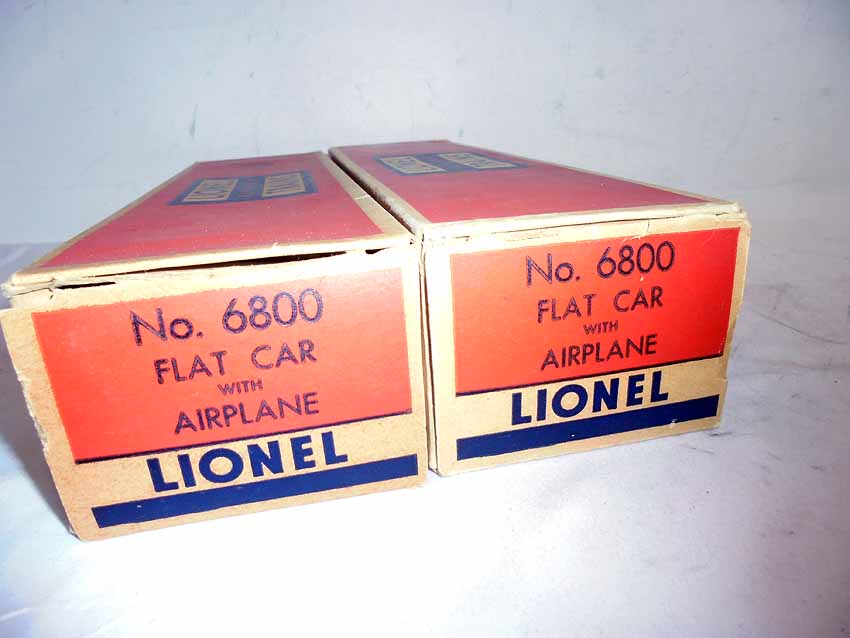 No. 6800
FLAT CAR
WITH
AIRPLANE
LIONEL
No. 6800
FLAT CAR
WITH
AIRPLANE
LIONEL